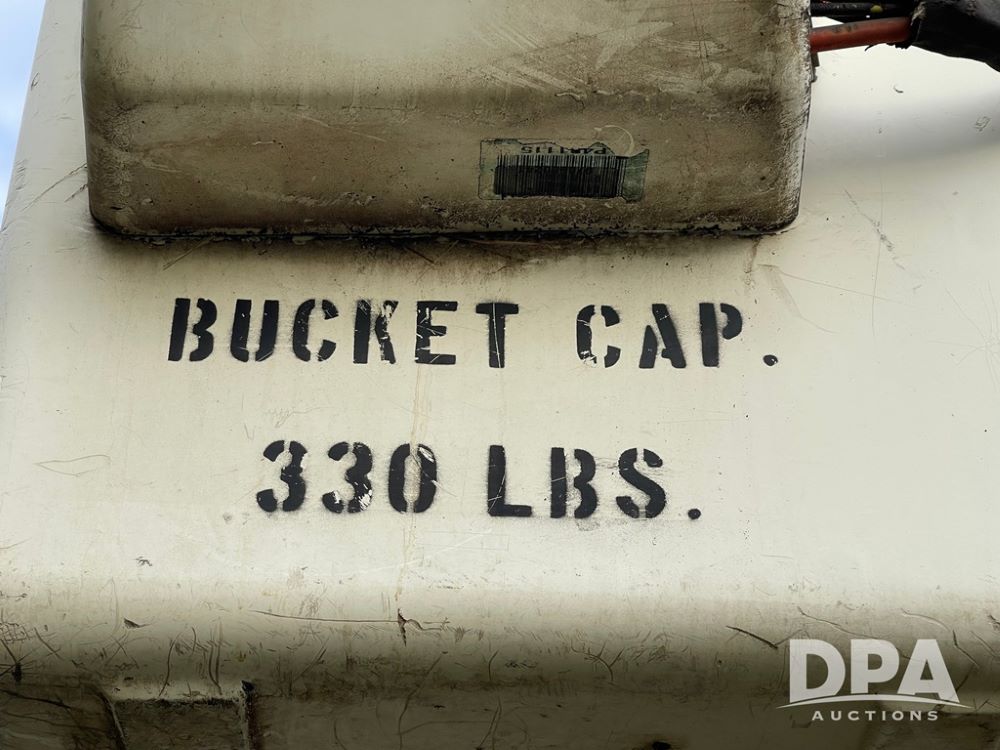 BUCKET CAP.
330 LBS.
DPA
AUCTIONS